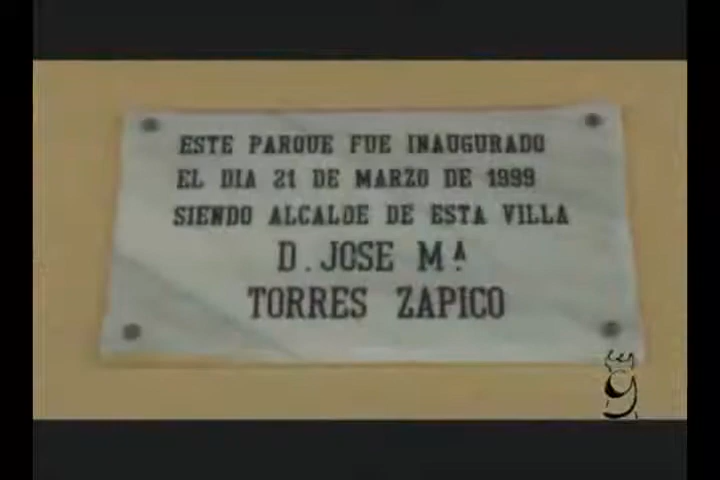 ESTE PARQUE FUE INAUGURADO
EL DIA 21 DE MARZO DE 1999
SIENDO ALCALDE DE ESTA VILLA
D. JOSE Mª
TORRES ZAPICO
9